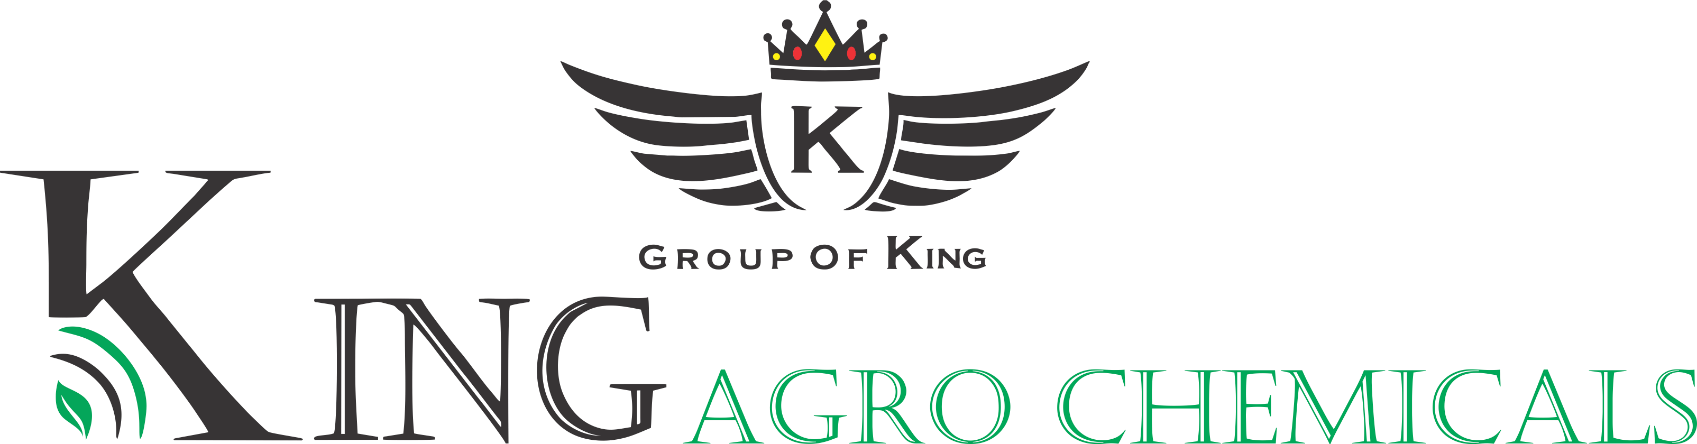 K
GROUP OF KING
KING AGRO CHEMICALS